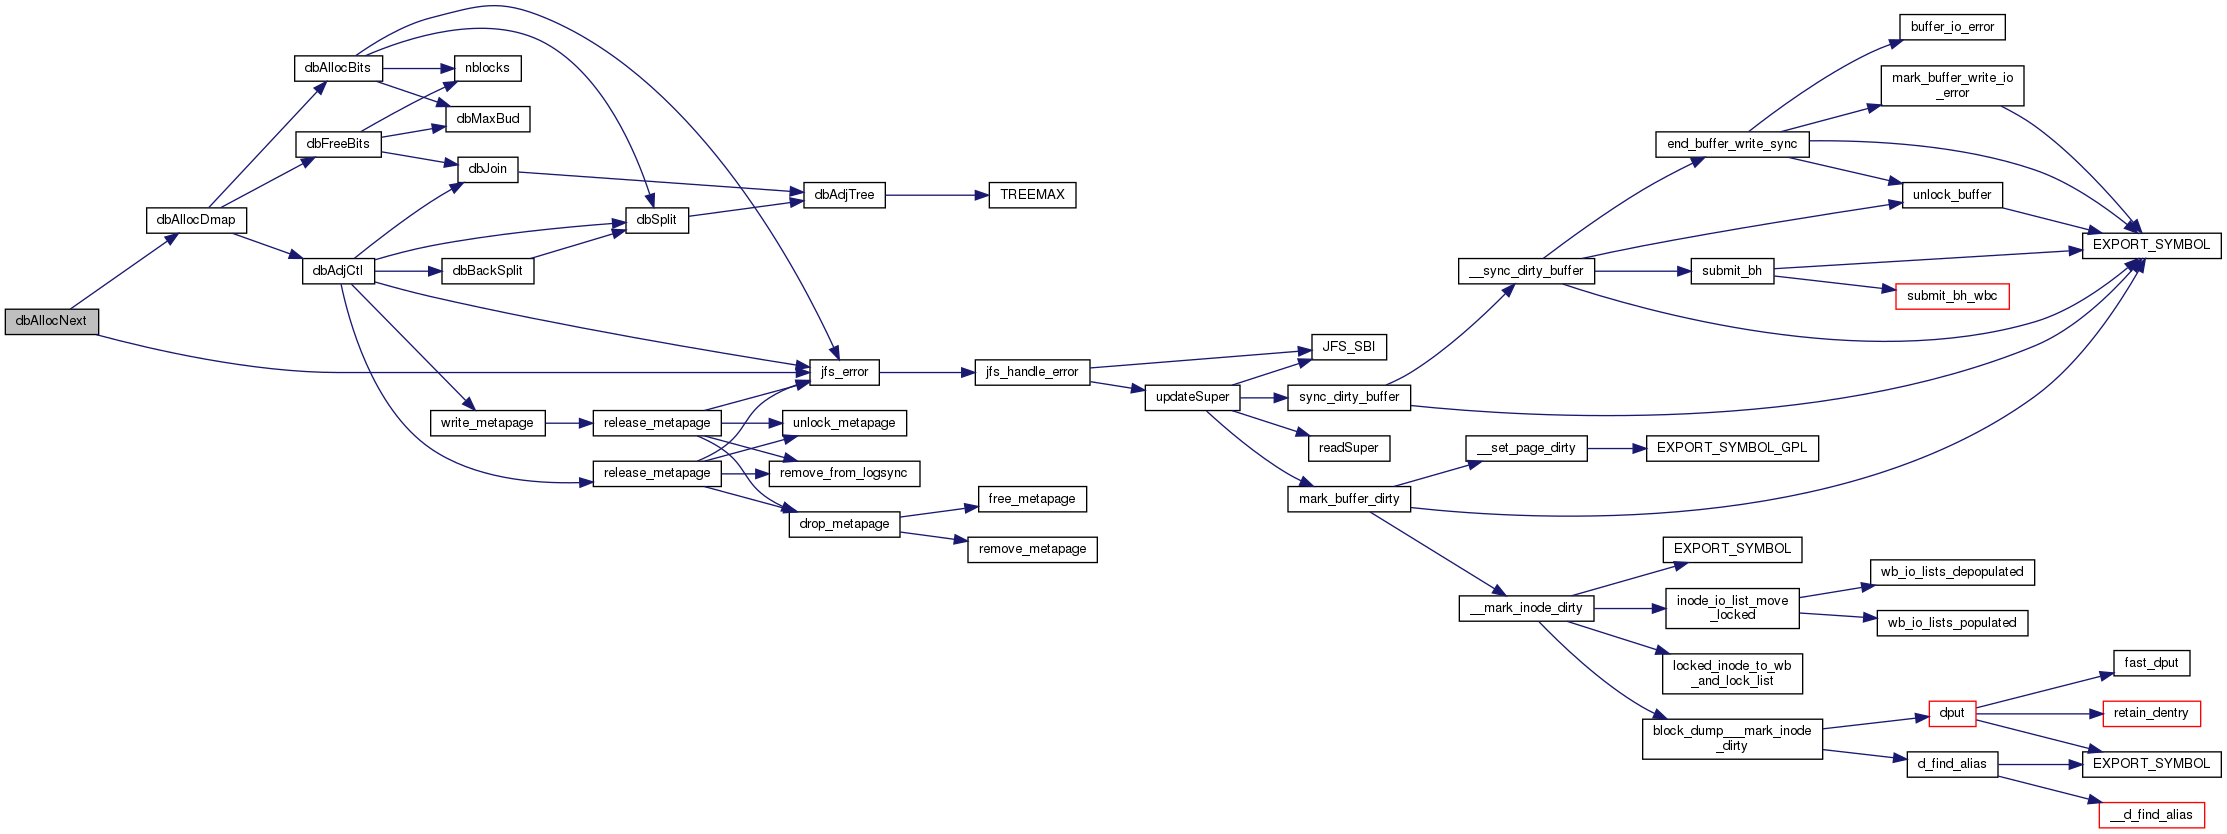 dbAllocNext
dbAllocDmap
dbAllocBits
dbFreeBits
dbAdjCtl
nblocks
dbMaxBud
dbJoin
dbBackSplit
write_metapage
dbSplit
release_metapage
release_metapage
dbAdjTree
jfs_error
unlock_metapage
remove_from_logsync
drop_metapage
TREEMAX
jfs_handle_error
free_metapage
remove_metapage
updateSuper
JFS_SBI
sync_dirty_buffer
readSuper
mark_buffer_dirty
__sync_dirty_buffer
__set_page_dirty
__mark_inode_dirty
end_buffer_write_sync
submit_bh
EXPORT_SYMBOL_GPL
EXPORT_SYMBOL
inode_io_list_move
_locked
locked_inode_to_wb
_and_lock_list
block_dump___mark_inode
_dirty
buffer_io_error
mark_buffer_write_io
_error
unlock_buffer
submit_bh_wbc
wb_io_lists_depopulated
wb_io_lists_populated
dput
d_find_alias
EXPORT_SYMBOL
fast_dput
retain_dentry
EXPORT_SYMBOL
__d_find_alias